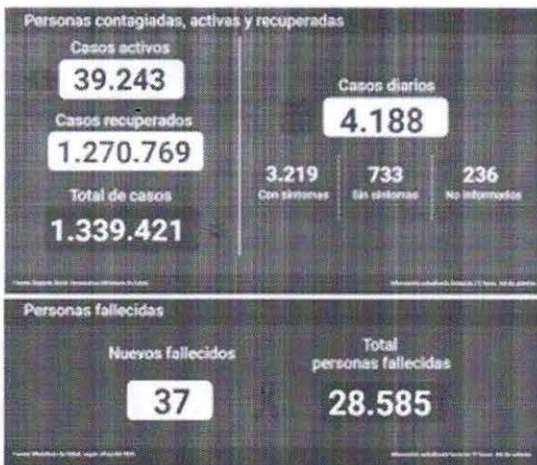 Personas contagiadas, activas y recuperadas
Casos activos
39.243
Casos recuperados
1.270.769
Total de casos
1.339.421
Casos diarios
4.188
3.219
Con síntomas
733
Sin síntomas
236
No informados
Personas fallecidas
Nuevos fallecidos
37
Total
personas fallecidas
28.585